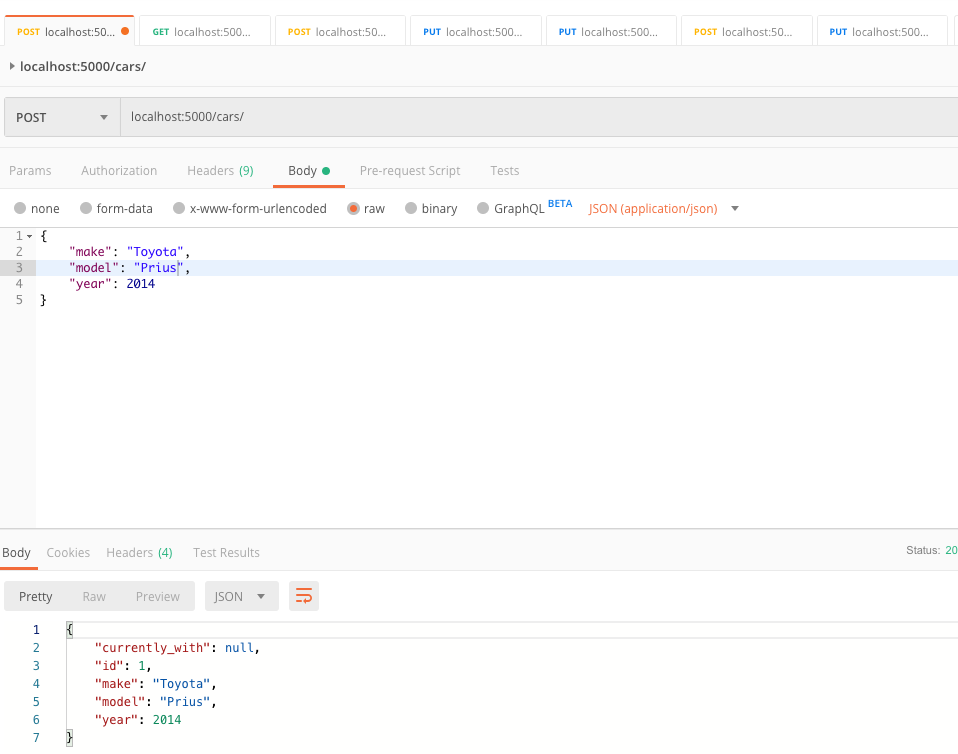 POST localhost:50... GET localhost:500... POST localhost:50... PUT localhost:500... PUT localhost:500... POST localhost:50... PUT localhost:500...
localhost:5000/cars/
POST localhost:5000/cars/
Params Authorization Headers (9) Body Pre-request Script Tests
none form-data x-www-form-urlencoded raw binary GraphQL BETA JSON (application/json)
1 {
2 "make": "Toyota",
3 "model": "Prius",
4 "year": 2014
5 }
Body Cookies Headers (4) Test Results Status: 20
Pretty Raw Preview JSON
1 {
2 "currently_with": null,
3 "id": 1,
4 "make": "Toyota",
5 "model": "Prius",
6 "year": 2014
7 }